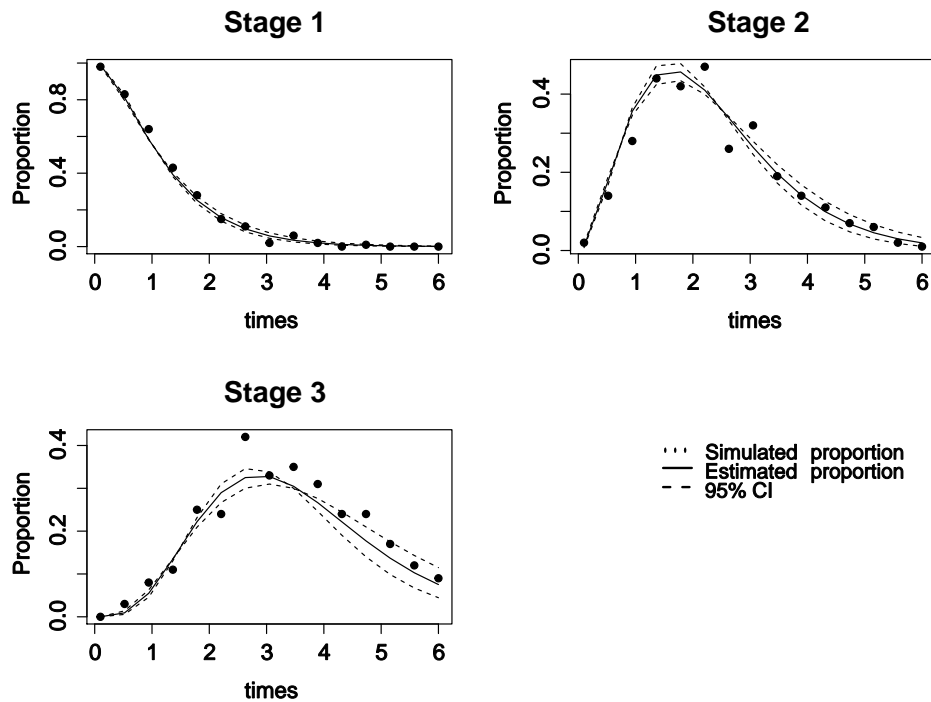 Stage 1
Proportion
0.0 0.4 0.8
0 1 2 3 4 5 6
times
Stage 2
Proportion
0.0 0.2 0.4
0 1 2 3 4 5 6
times
Stage 3
Proportion
0.0 0.2 0.4
0 1 2 3 4 5 6
times
Simulated proportion
Estimated proportion
95% CI